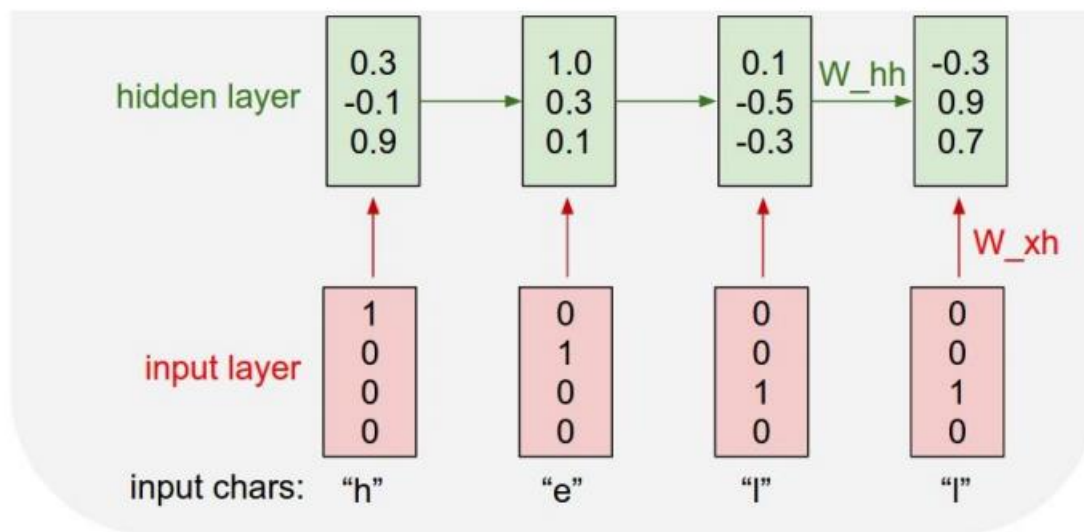 hidden layer
0.3 1.0 0.1 W_hh -0.3
-0.1 0.3 -0.5 0.9
0.9 0.1 -0.3 0.7
W_xh
input layer
1 0 0 0
0 1 0 0
0 0 1 1
0 0 0 0
input chars: “h” “e” “l” “l”